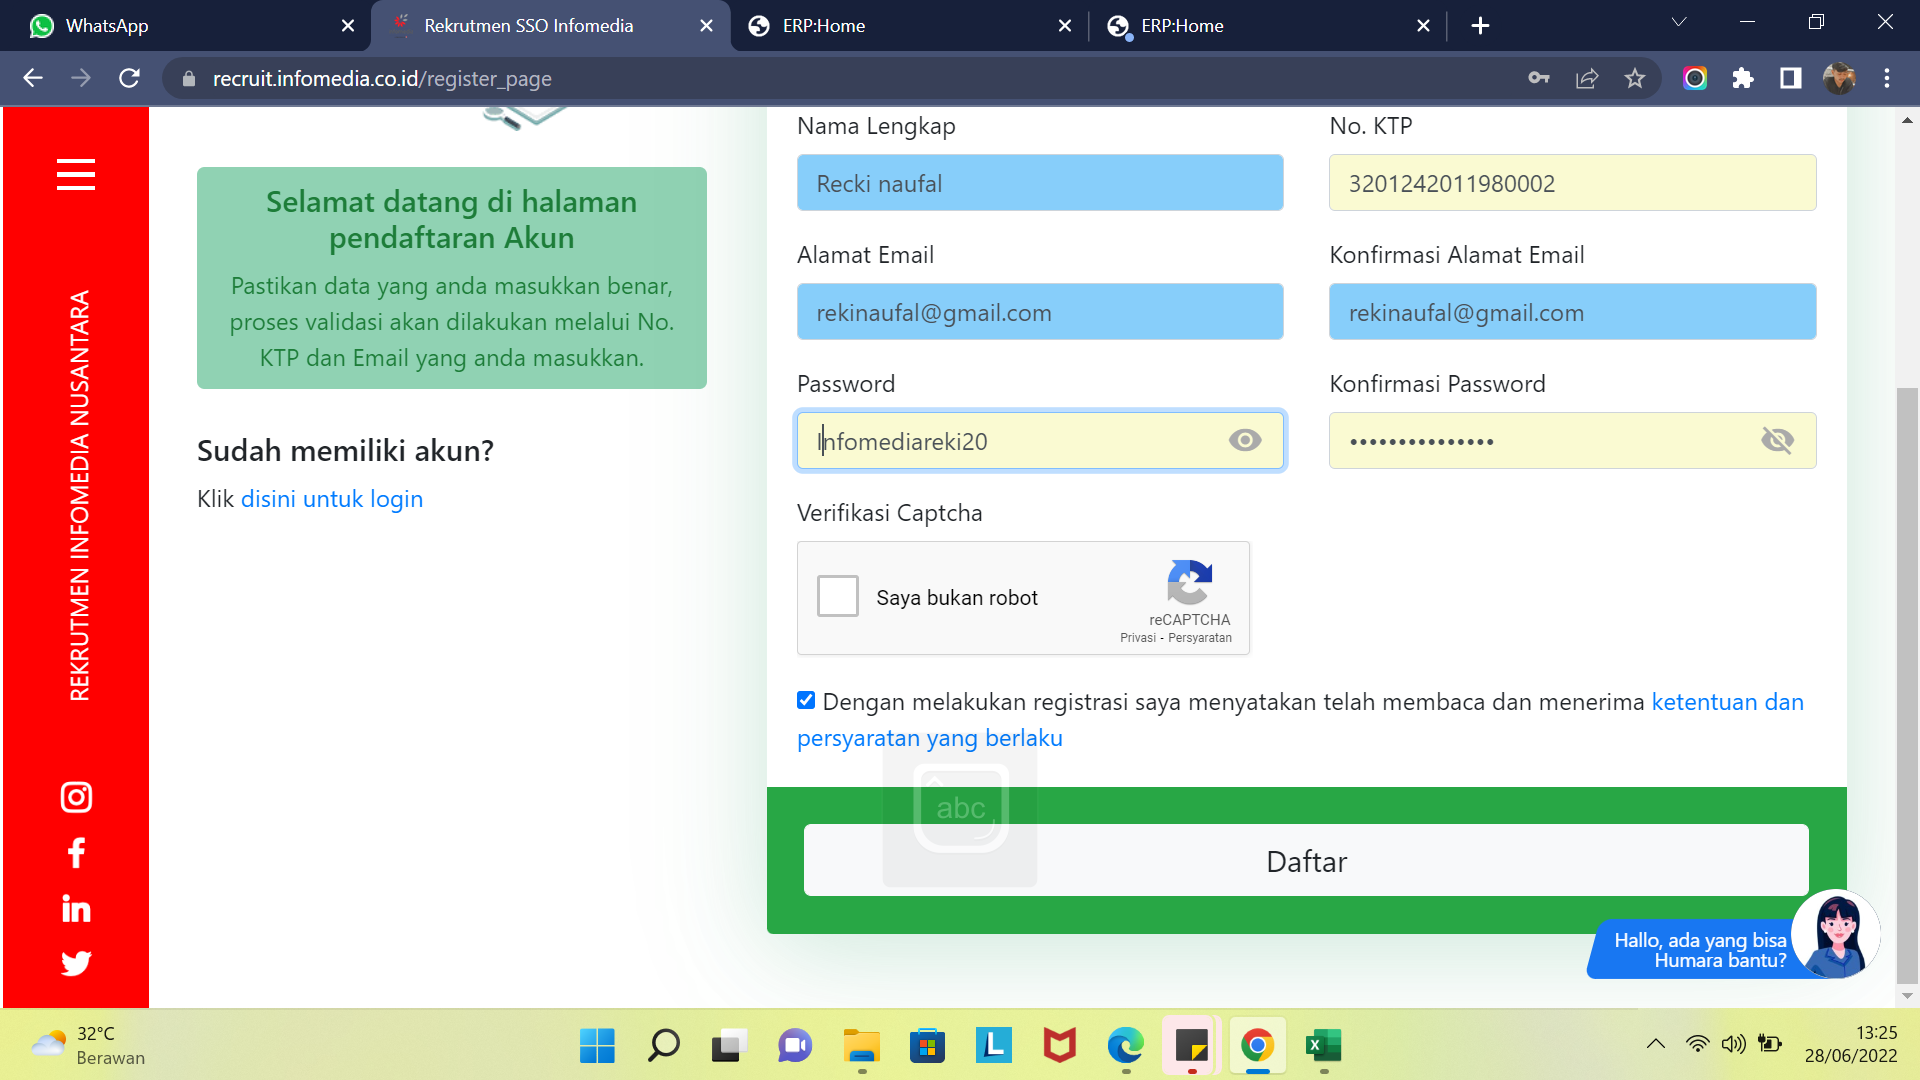 WhatsApp
Rekrutmen SSO Infomedia
ERP:Home
ERP:Home
recruit.infomedia.co.id/register_page
REKRUTMEN INFOMEDIA NUSANTARA
Selamat datang di halaman
pendaftaran Akun
Pastikan data yang anda masukkan benar,
proses validasi akan dilakukan melalui No.
KTP dan Email yang anda masukkan.
Sudah memiliki akun?
Klik disini untuk login
Nama Lengkap
Recki naufal
No. KTP
3201242011980002
Alamat Email
rekinaufal@gmail.com
Konfirmasi Alamat Email
rekinaufal@gmail.com
Password
Infomediareki20
Konfirmasi Password
•••••••••••••••
Verifikasi Captcha
Saya bukan robot
reCAPTCHA
Privasi - Persyaratan
Dengan melakukan registrasi saya menyatakan telah membaca dan menerima ketentuan dan
persyaratan yang berlaku
abc
Daftar
Hallo, ada yang bisa
Humara bantu?
32°C
Berawan
13:25
28/06/2022